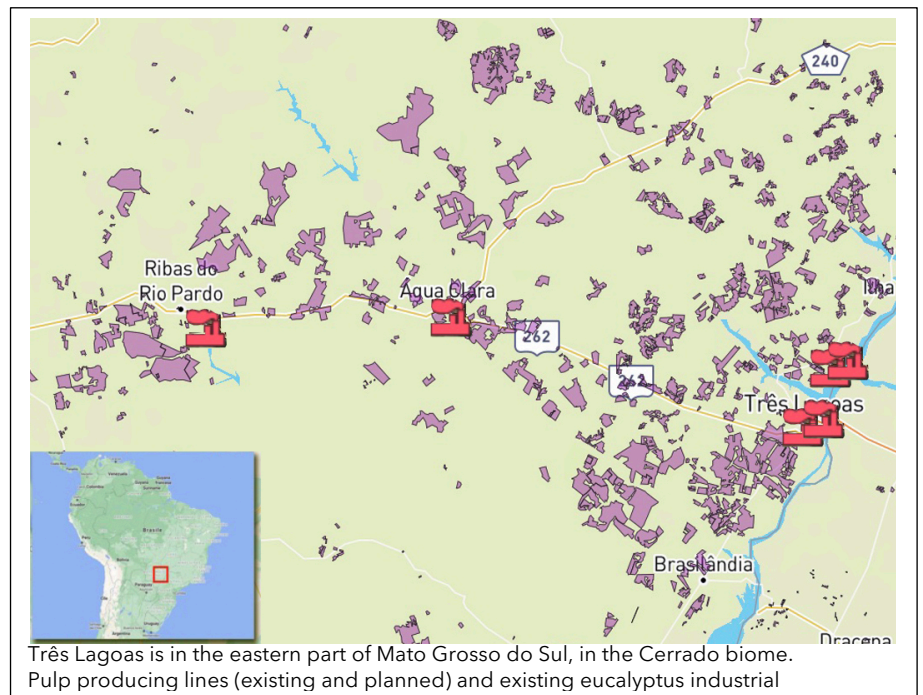 240
Ribas do
Rio Pardo
Água Clara
262
262
Três Lagoas
Brasilândia
Dracena
Brasile
Três Lagoas is in the eastern part of Mato Grosso do Sul, in the Cerrado biome.
Pulp producing lines (existing and planned) and existing eucalyptus industrial